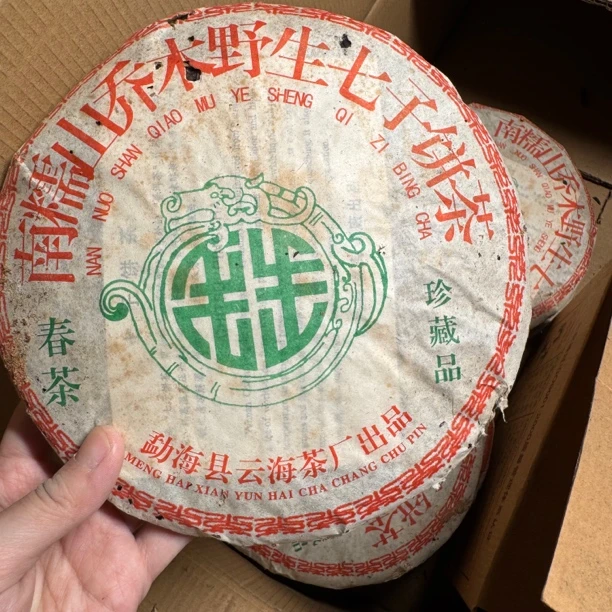 南糯山乔木野生七子饼茶
NAN NUO SHAN QIAO MU YE SHENG QI ZI BING CHA
春茶
珍藏品
勐海县云海茶厂出品
MENG HAI XIAN YUN HAI CHA CHANG CHU PIN
南糯山乔木野生七
饼茶